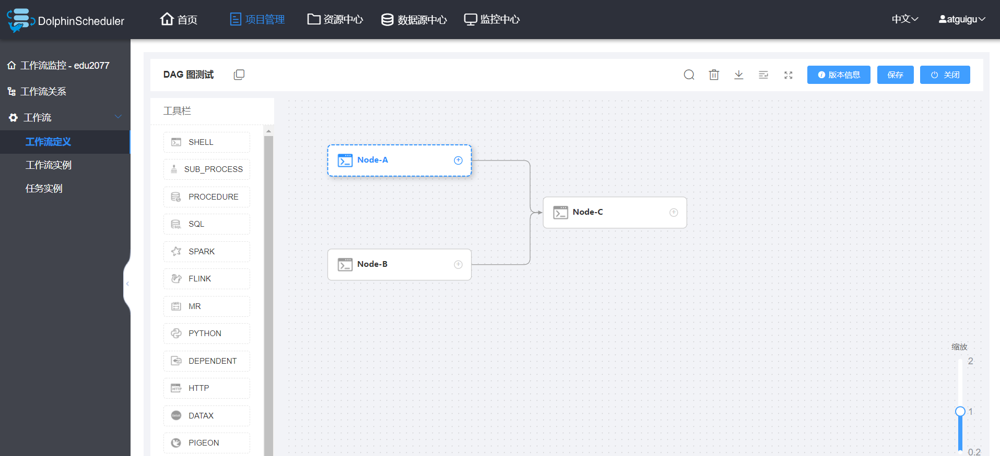 DolphinScheduler
首页
项目管理
资源中心
数据源中心
监控中心
中文
atguigu
工作流监控 - edu2077
工作流关系
工作流
工作流定义
工作流实例
任务实例
DAG 图测试
版本信息
保存
关闭
工具栏
SHELL
SUB_PROCESS
PROCEDURE
SQL
SPARK
FLINK
MR
PYTHON
DEPENDENT
HTTP
DATAX
PIGEON
Node-A
Node-C
Node-B
缩放
2
1
0.2